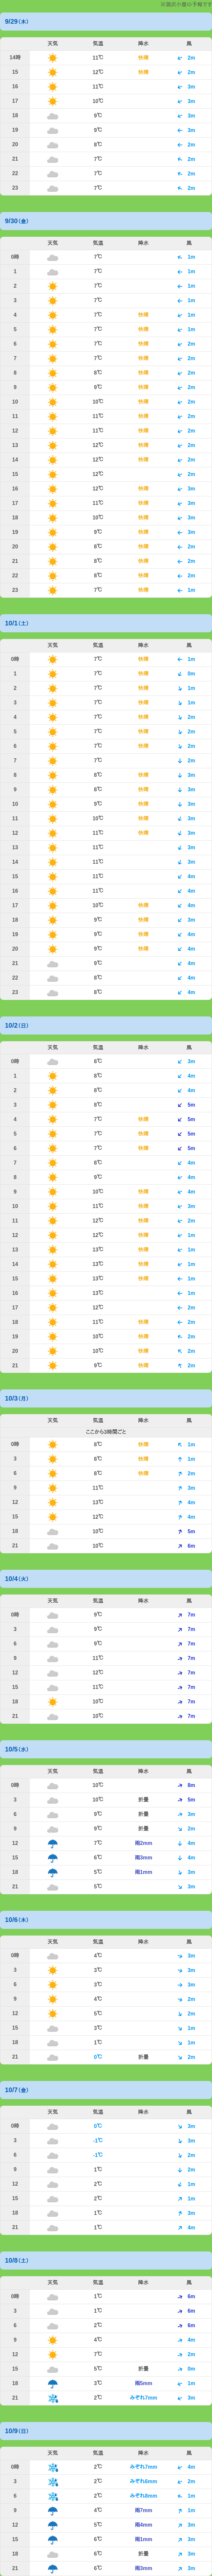 9/29(木)
天気 気温 降水 風
14時 11℃ 快晴 2m
15 12℃ 快晴 2m
16 11℃ 3m
17 10℃ 3m
18 9℃ 3m
19 9℃ 3m
20 8℃ 2m
21 7℃ 2m
22 7℃ 2m
23 7℃ 2m
9/30(金)
天気 気温 降水 風
0時 7℃ 1m
1 7℃ 1m
2 7℃ 1m
3 7℃ 1m
4 7℃ 快晴 1m
5 7℃ 快晴 1m
6 7℃ 快晴 2m
7 7℃ 快晴 2m
8 8℃ 快晴 2m
9 9℃ 快晴 2m
10 10℃ 快晴 2m
11 11℃ 快晴 2m
12 11℃ 快晴 2m
13 12℃ 快晴 2m
14 12℃ 快晴 2m
15 12℃ 2m
16 12℃ 快晴 3m
17 11℃ 快晴 3m
18 10℃ 快晴 3m
19 9℃ 3m
20 8℃ 2m
21 8℃ 2m
22 8℃ 2m
23 7℃ 1m
10/1(土)
天気 気温 降水 風
0時 7℃ 快晴 1m
1 7℃ 快晴 0m
2 7℃ 快晴 1m
3 7℃ 快晴 1m
4 7℃ 快晴 2m
5 7℃ 快晴 2m
6 7℃ 快晴 2m
7 7℃ 2m
8 8℃ 快晴 3m
9 9℃ 快晴 3m
10 9℃ 快晴 3m
11 10℃ 快晴 3m
12 11℃ 快晴 3m
13 11℃ 3m
14 11℃ 3m
15 11℃ 4m
16 11℃ 4m
17 10℃ 快晴 4m
18 9℃ 快晴 3m
19 9℃ 快晴 4m
20 9℃ 快晴 4m
21 9℃ 4m
22 8℃ 4m
23 8℃ 4m
10/2(日)
天気 気温 降水 風
0時 8℃ 3m
1 8℃ 4m
2 8℃ 4m
3 8℃ 5m
4 7℃ 快晴 5m
5 7℃ 快晴 5m
6 7℃ 快晴 5m
7 8℃ 4m
8 9℃ 4m
9 10℃ 快晴 4m
10 11℃ 快晴 3m
11 12℃ 快晴 2m
12 12℃ 快晴 1m
13 13℃ 快晴 1m
14 13℃ 快晴 1m
15 13℃ 快晴 1m
16 13℃ 1m
17 12℃ 2m
18 11℃ 快晴 2m
19 10℃ 快晴 2m
20 10℃ 快晴 2m
21 9℃ 快晴 2m
10/3(月)
天気 気温 降水 風
ここから3時間ごと
0時 8℃ 快晴 1m
3 8℃ 快晴 1m
6 8℃ 快晴 2m
9 11℃ 3m
12 13℃ 4m
15 12℃ 4m
18 10℃ 5m
21 10℃ 6m
10/4(火)
天気 気温 降水 風
0時 9℃ 7m
3 9℃ 7m
6 9℃ 7m
9 11℃ 7m
12 12℃ 7m
15 11℃ 7m
18 10℃ 7m
21 10℃ 7m
10/5(水)
天気 気温 降水 風
0時 10℃ 8m
3 10℃ 折曇 5m
6 9℃ 折曇 3m
9 9℃ 折曇 2m
12 7℃ 雨2mm 4m
15 6℃ 雨3mm 4m
18 5℃ 雨1mm 3m
21 5℃ 3m
10/6(木)
天気 気温 降水 風
0時 4℃ 3m
3 3℃ 3m
6 3℃ 3m
9 4℃ 2m
12 5℃ 2m
15 3℃ 1m
18 1℃ 1m
21 0℃ 折曇 2m
10/7(金)
天気 気温 降水 風
0時 0℃ 3m
3 -1℃ 3m
6 -1℃ 2m
9 1℃ 2m
12 2℃ 1m
15 2℃ 1m
18 1℃ 3m
21 1℃ 4m
10/8(土)
天気 気温 降水 風
0時 1℃ 6m
3 1℃ 6m
6 2℃ 6m
9 4℃ 4m
12 7℃ 2m
15 5℃ 折曇 0m
18 3℃ 雨5mm 1m
21 2℃ みぞれ7mm 3m
10/9(日)
天気 気温 降水 風
0時 2℃ みぞれ7mm 4m
3 2℃ みぞれ6mm 2m
6 2℃ みぞれ8mm 1m
9 4℃ 雨7mm 1m
12 5℃ 雨4mm 3m
15 6℃ 雨1mm 3m
18 6℃ 折曇 3m
21 3℃ 雨3mm 3m